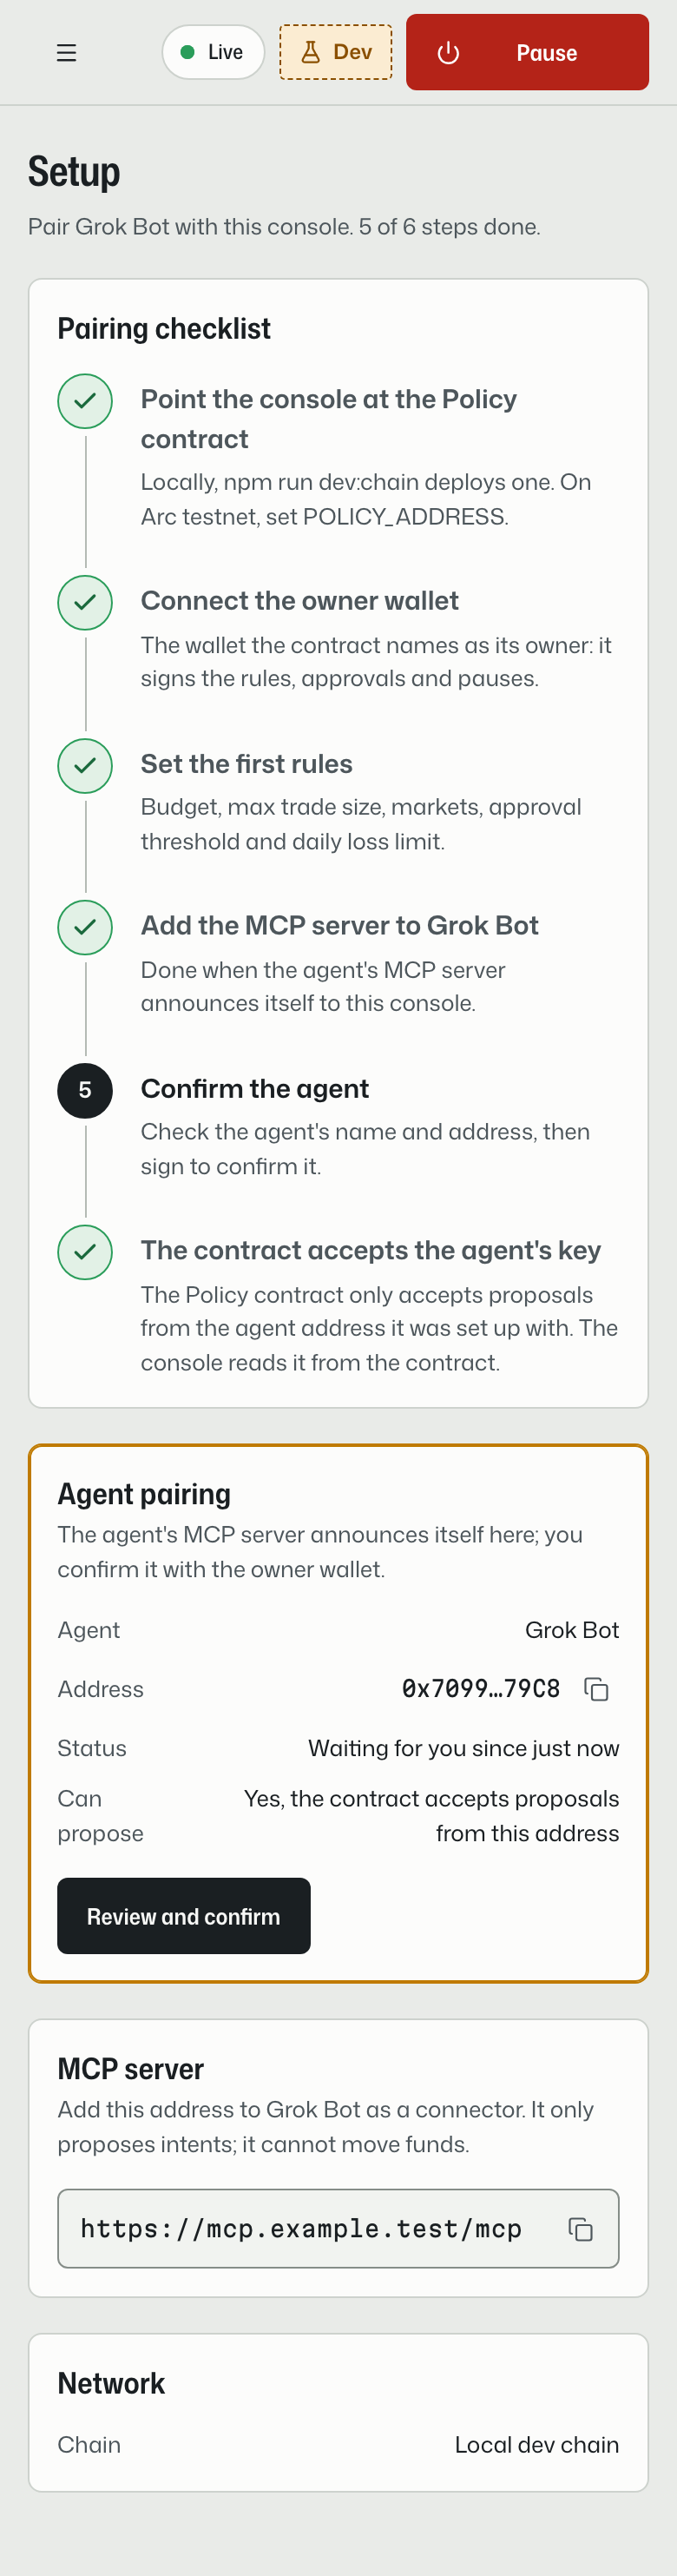 Live
Dev
Pause
Setup
Pair Grok Bot with this console. 5 of 6 steps done.
Pairing checklist
Point the console at the Policy
contract
Locally, npm run dev:chain deploys one. On
Arc testnet, set POLICY_ADDRESS.
Connect the owner wallet
The wallet the contract names as its owner: it
signs the rules, approvals and pauses.
Set the first rules
Budget, max trade size, markets, approval
threshold and daily loss limit.
Add the MCP server to Grok Bot
Done when the agent's MCP server
announces itself to this console.
5
Confirm the agent
Check the agent's name and address, then
sign to confirm it.
The contract accepts the agent's key
The Policy contract only accepts proposals
from the agent address it was set up with. The
console reads it from the contract.
Agent pairing
The agent's MCP server announces itself here; you
confirm it with the owner wallet.
Agent Grok Bot
Address 0x7099…79C8
Status Waiting for you since just now
Can propose
Yes, the contract accepts proposals
from this address
Review and confirm
MCP server
Add this address to Grok Bot as a connector. It only
proposes intents; it cannot move funds.
https://mcp.example.test/mcp
Network
Chain Local dev chain